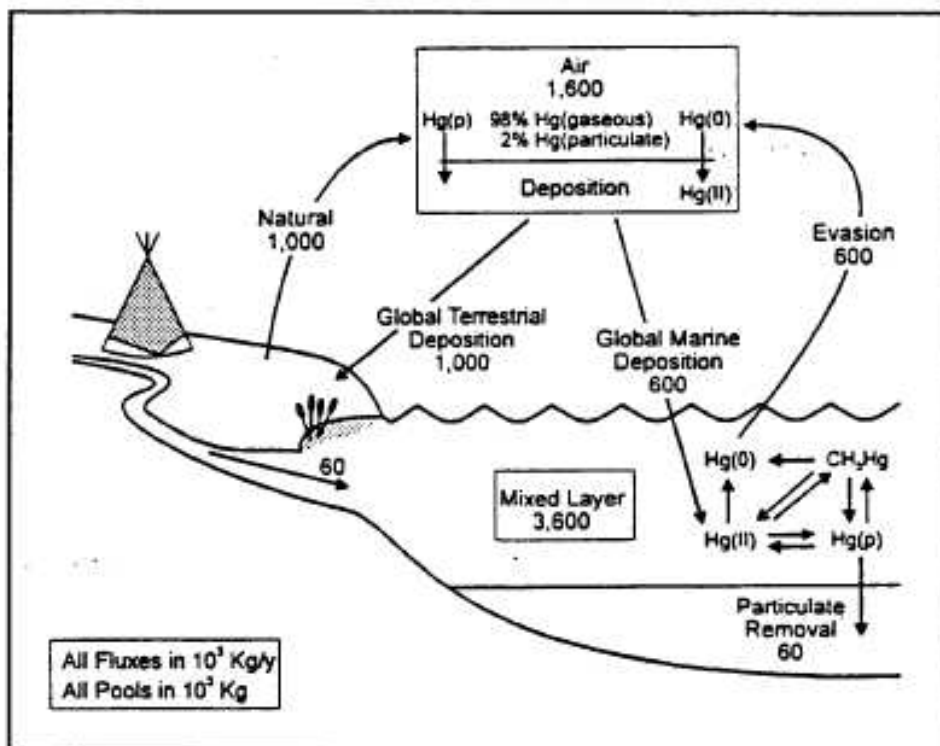 Air
1,600
Hg(p) 98% Hg(gaseous) Hg(0)
2% Hg(particulate)
Deposition Hg(II)
Natural
1,000
Evasion
600
Global Terrestrial
Deposition
1,000
Global Marine
Deposition
600
60
Mixed Layer
3,600
Hg(0) CH₃Hg
Hg(II) Hg(p)
Particulate
Removal
60
All Fluxes in 10³ Kg/y
All Pools in 10³ Kg